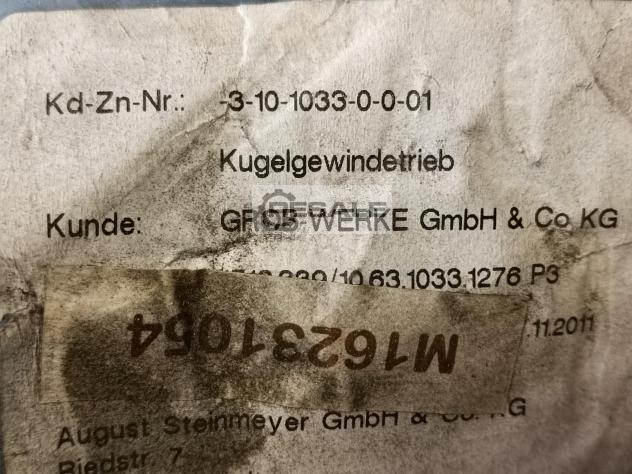 Kd-Zn-Nr.: -3-10-1033-0-0-01
Kugelgewindetrieb
Kunde: GROB-WERKE GmbH & Co KG
/10.63.1033.1276 P3
.11.2011
M16231054
August Steinmeyer GmbH & Co. KG
Riedstr. 7